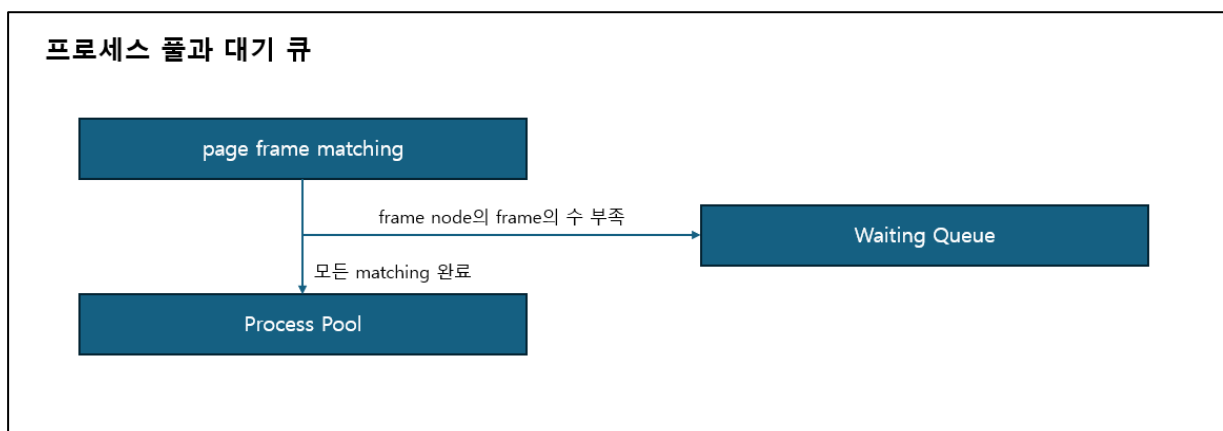 프로세스 풀과 대기 큐
page frame matching
frame node의 frame의 수 부족
Waiting Queue
모든 matching 완료
Process Pool